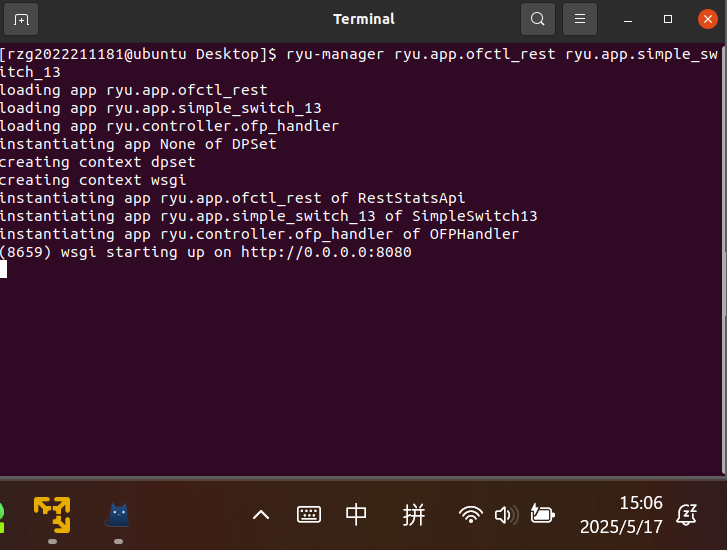 Terminal
[rzg2022211181@ubuntu Desktop]$ ryu-manager ryu.app.ofctl_rest ryu.app.simple_sw
itch_13
loading app ryu.app.ofctl_rest
loading app ryu.app.simple_switch_13
loading app ryu.controller.ofp_handler
instantiating app None of DPSet
creating context dpset
creating context wsgi
instantiating app ryu.app.ofctl_rest of RestStatsApi
instantiating app ryu.app.simple_switch_13 of SimpleSwitch13
instantiating app ryu.controller.ofp_handler of OFPHandler
(8659) wsgi starting up on http://0.0.0.0:8080
中 拼
15:06
2025/5/17